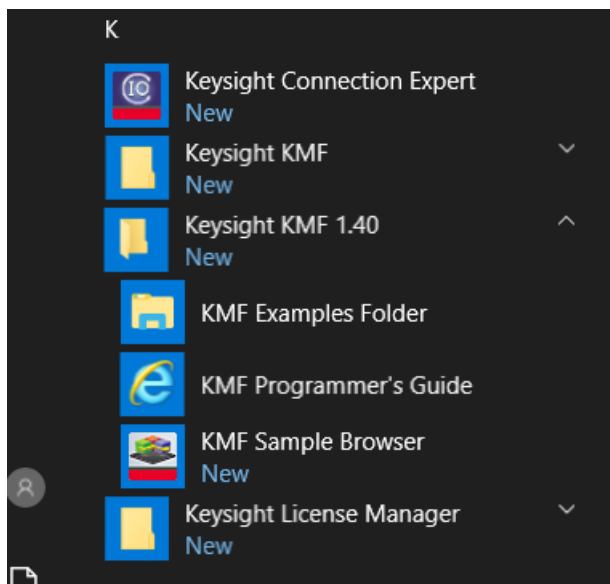 K
IO
Keysight Connection Expert
New
Keysight KMF
New
Keysight KMF 1.40
New
KMF Examples Folder
KMF Programmer's Guide
KMF Sample Browser
New
Keysight License Manager
New